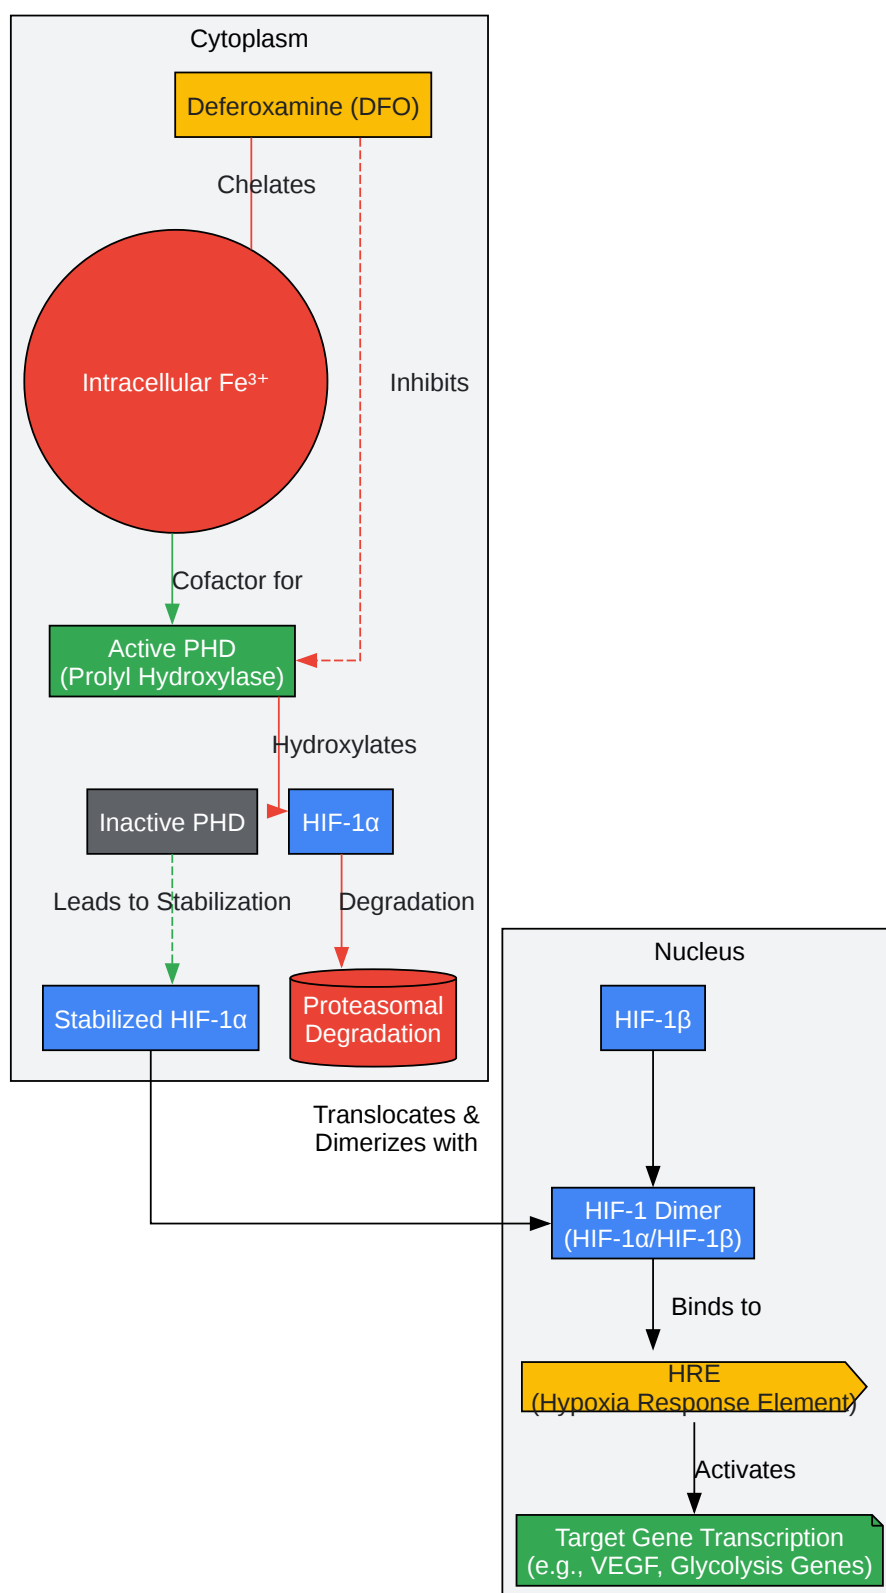 Cytoplasm
Deferoxamine (DFO)
Chelates
Intracellular Fe³⁺
Inhibits
Cofactor for
Active PHD
(Prolyl Hydroxylase)
Hydroxylates
Inactive PHD
HIF-1α
Leads to Stabilization
Degradation
Stabilized HIF-1α
Proteasomal
Degradation
Nucleus
HIF-1β
Translocates &
Dimerizes with
HIF-1 Dimer
(HIF-1α/HIF-1β)
Binds to
HRE
(Hypoxia Response Element)
Activates
Target Gene Transcription
(e.g., VEGF, Glycolysis Genes)